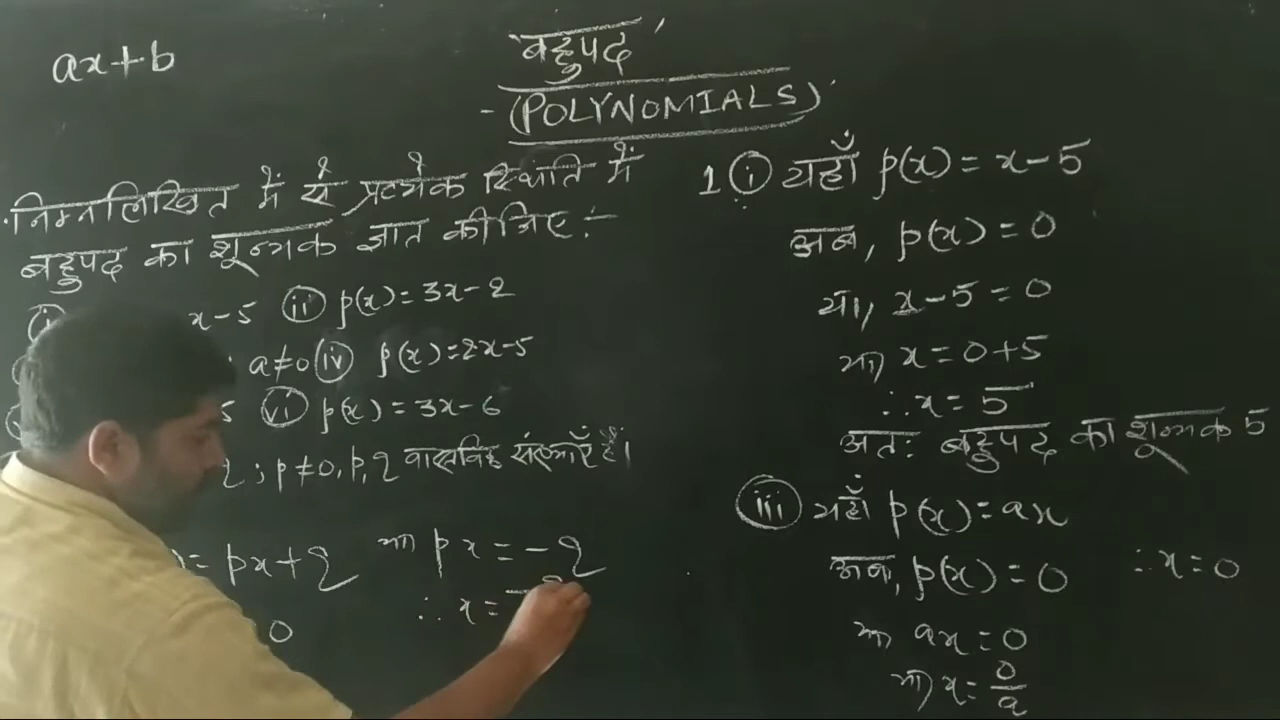 ax+b
'बहुपद'
-(POLYNOMIALS)
निम्नलिखित में से प्रत्येक स्थिति में
बहुपद का शून्यक ज्ञात कीजिए :-
(i) x-5 (ii) p(x)=3x-2
a≠0 (iv) p(x)=2x-5
5 (vi) p(x)=3x-6
q ; p≠0, p, q वास्तविक संख्याएँ हैं।
= px+q
0
या px = -q
∴ x =
1 (i) यहाँ p(x) = x-5
अब, p(x) = 0
या, x-5 = 0
या x = 0+5
∴ x = 5
अतः बहुपद का शून्यक 5
(iii) यहाँ p(x) = ax
अब, p(x) = 0 ∴ x = 0
या ax = 0
या x = 0/a